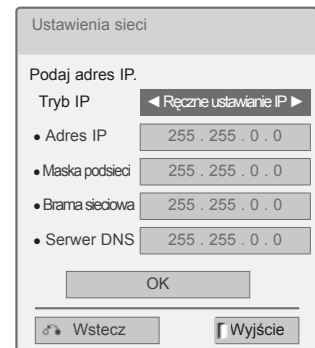 Ustawienia sieci
Podaj adres IP.
Tryb IP ◄ Ręczne ustawianie IP ►
• Adres IP 255 . 255 . 0 . 0
• Maska podsieci 255 . 255 . 0 . 0
• Brama sieciowa 255 . 255 . 0 . 0
• Serwer DNS 255 . 255 . 0 . 0
OK
Wstecz Wyjście